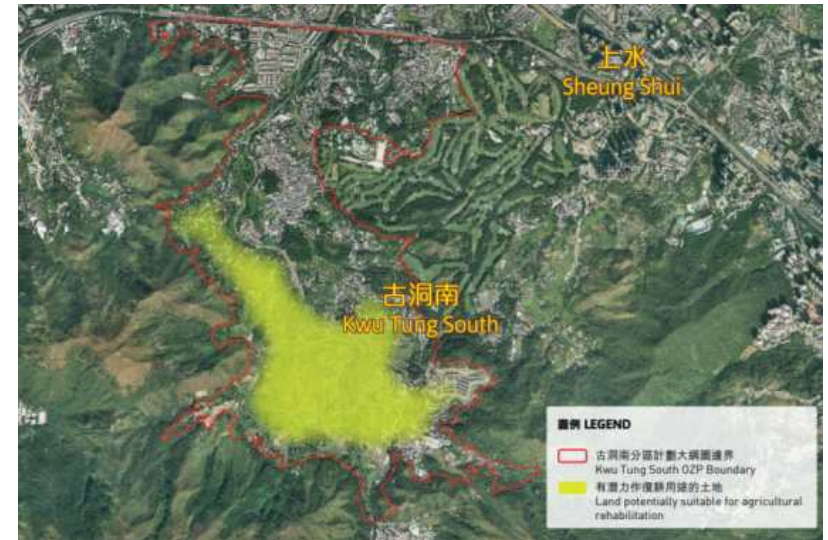 上水
Sheung Shui
古洞南
Kwu Tung South
圖例 LEGEND
古洞南分區計劃大綱圖邊界
Kwu Tung South OZP Boundary
有潛力作復耕用途的土地
Land potentially suitable for agricultural
rehabilitation